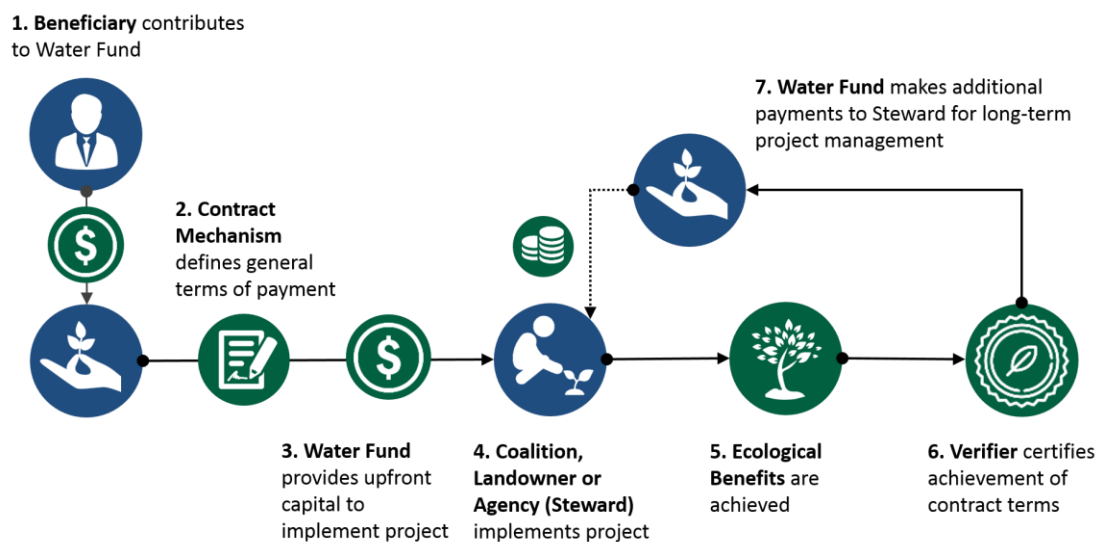 1. Beneficiary contributes
to Water Fund
2. Contract
Mechanism
defines general
terms of payment
3. Water Fund
provides upfront
capital to
implement project
4. Coalition,
Landowner or
Agency (Steward)
implements project
5. Ecological
Benefits are
achieved
6. Verifier certifies
achievement of
contract terms
7. Water Fund makes additional
payments to Steward for long-term
project management
$
$